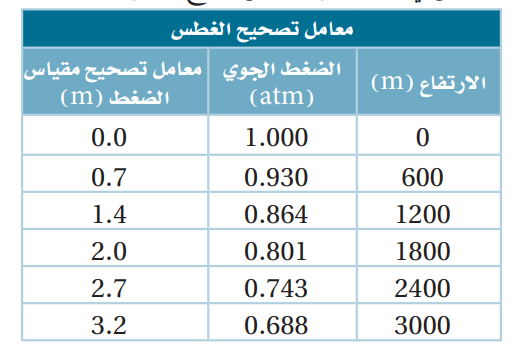 معامل تصحيح الغطس
الارتفاع (m) الضغط الجوي (atm) معامل تصحيح مقياس الضغط (m)
0 1.000 0.0
600 0.930 0.7
1200 0.864 1.4
1800 0.801 2.0
2400 0.743 2.7
3000 0.688 3.2